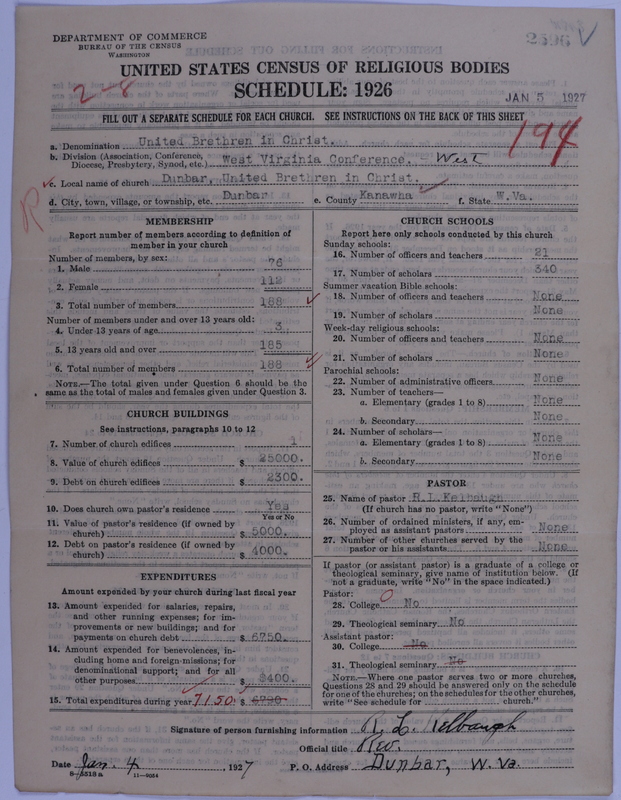 DEPARTMENT OF COMMERCE
BUREAU OF THE CENSUS
WASHINGTON
2596
UNITED STATES CENSUS OF RELIGIOUS BODIES
SCHEDULE: 1926
2-8
JAN 5 1927
FILL OUT A SEPARATE SCHEDULE FOR EACH CHURCH. SEE INSTRUCTIONS ON THE BACK OF THIS SHEET
194
a. Denomination United Brethren in Christ.
b. Division (Association, Conference, Diocese, Presbytery, Synod, etc.) West Virginia Conference. - West
c. Local name of church Dunbar, United Brethren in Christ.
d. City, town, village, or township, etc. Dunbar e. County Kanawha f. State W.Va.
R
MEMBERSHIP
Report number of members according to definition of
member in your church
Number of members, by sex:
1. Male 76
2. Female 112
3. Total number of members 188
Number of members under and over 13 years old:
4. Under 13 years of age 3
5. 13 years old and over 185
6. Total number of members 188
NOTE.—The total given under Question 6 should be the
same as the total of males and females given under Question 3.
CHURCH BUILDINGS
See instructions, paragraphs 10 to 12
7. Number of church edifices 1
8. Value of church edifices $ 25000.
9. Debt on church edifices $ 2300.
10. Does church own pastor's residence Yes
Yes or No
11. Value of pastor's residence (if owned by
church) $ 5000.
12. Debt on pastor's residence (if owned by
church) $ 4000.
EXPENDITURES
Amount expended by your church during last fiscal year
13. Amount expended for salaries, repairs,
and other running expenses; for im-
provements or new buildings; and for
payments on church debt $ 6750.
14. Amount expended for benevolences, in-
cluding home and foreign missions; for
denominational support; and for all
other purposes $ $400.
15. Total expenditures during year 7150. $
CHURCH SCHOOLS
Report here only schools conducted by this church
Sunday schools:
16. Number of officers and teachers 21
17. Number of scholars 340
Summer vacation Bible schools:
18. Number of officers and teachers None
19. Number of scholars None
Week-day religious schools:
20. Number of officers and teachers None
21. Number of scholars None
Parochial schools:
22. Number of administrative officers None
23. Number of teachers—
a. Elementary (grades 1 to 8) None
b. Secondary None
24. Number of scholars—
a. Elementary (grades 1 to 8) None
b. Secondary None
PASTOR
25. Name of pastor R.L.Kelbaugh
(If church has no pastor, write "None")
26. Number of ordained ministers, if any, em-
ployed as assistant pastors None
27. Number of other churches served by the
pastor or his assistants None
If pastor (or assistant pastor) is a graduate of a college or
theological seminary, give name of institution below. (If
not a graduate, write "No" in the space indicated.)
Pastor: 0
28. College No
29. Theological seminary No
Assistant pastor:
30. College No
31. Theological seminary No
NOTE.—Where one pastor serves two or more churches,
Questions 28 and 29 should be answered only on the schedule
for one of the churches; on the schedules for the other churches,
write "See schedule for church."
Signature of person furnishing information R. L. Kelbaugh
Official title Rev.
Date Jan. 4, 1927 P. O. Address Dunbar, W. Va.
8-5518 a 11-9084